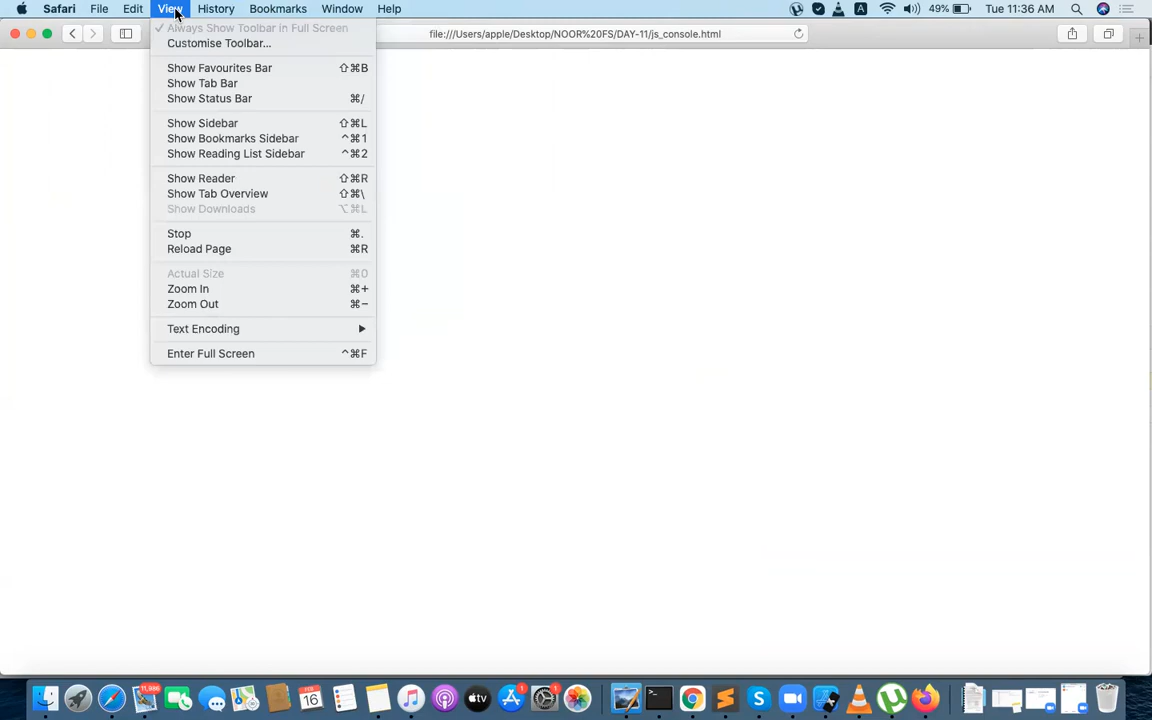 Safari File Edit View History Bookmarks Window Help 49% Tue 11:36 AM
file:///Users/apple/Desktop/NOOR%20FS/DAY-11/js_console.html
✓ Always Show Toolbar in Full Screen
Customise Toolbar...
Show Favourites Bar ⇧⌘B
Show Tab Bar
Show Status Bar ⌘/
Show Sidebar ⇧⌘L
Show Bookmarks Sidebar ^⌘1
Show Reading List Sidebar ^⌘2
Show Reader ⇧⌘R
Show Tab Overview ⇧⌘\
Show Downloads ⌥⌘L
Stop ⌘.
Reload Page ⌘R
Actual Size ⌘0
Zoom In ⌘+
Zoom Out ⌘−
Text Encoding
Enter Full Screen ^⌘F